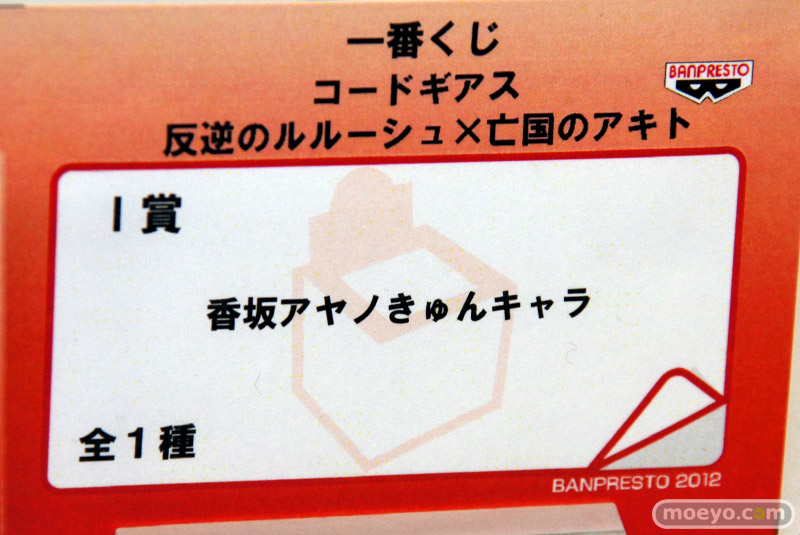 一番くじ
コードギアス
BANPRESTO
反逆のルルーシュ×亡国のアキト
I賞
香坂アヤノきゅんキャラ
全1種
BANPRESTO 2012
moeyo.com